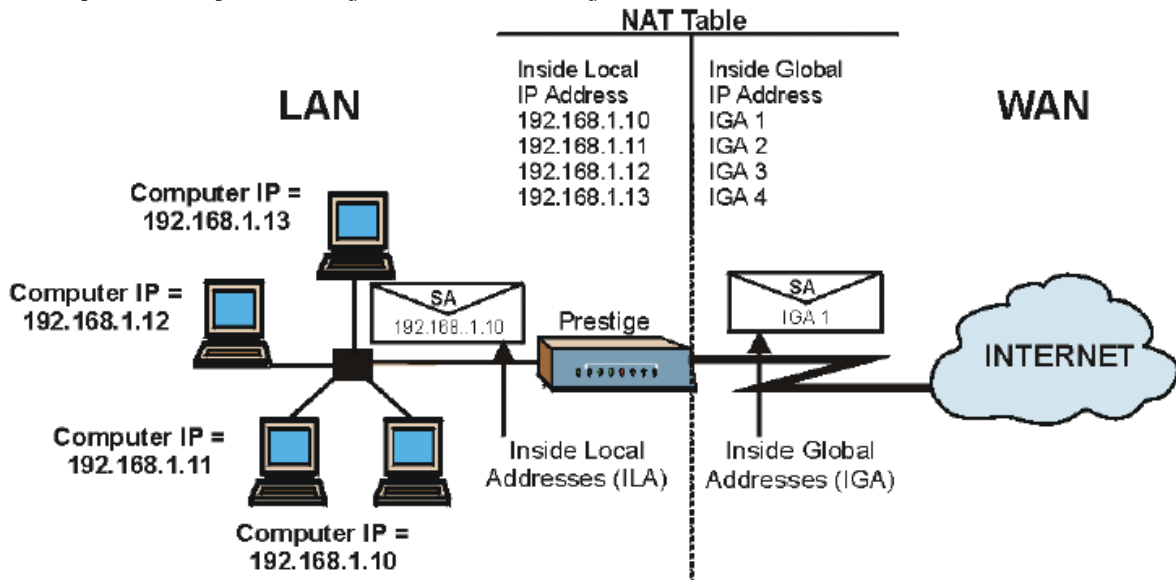 NAT Table
Inside Local
IP Address
192.168.1.10
192.168.1.11
192.168.1.12
192.168.1.13
Inside Global
IP Address
IGA 1
IGA 2
IGA 3
IGA 4
LAN
WAN
Computer IP =
192.168.1.13
Computer IP =
192.168.1.12
SA
192.168..1.10
Prestige
SA
IGA 1
INTERNET
Computer IP =
192.168.1.11
Inside Local
Addresses (ILA)
Inside Global
Addresses (IGA)
Computer IP =
192.168.1.10